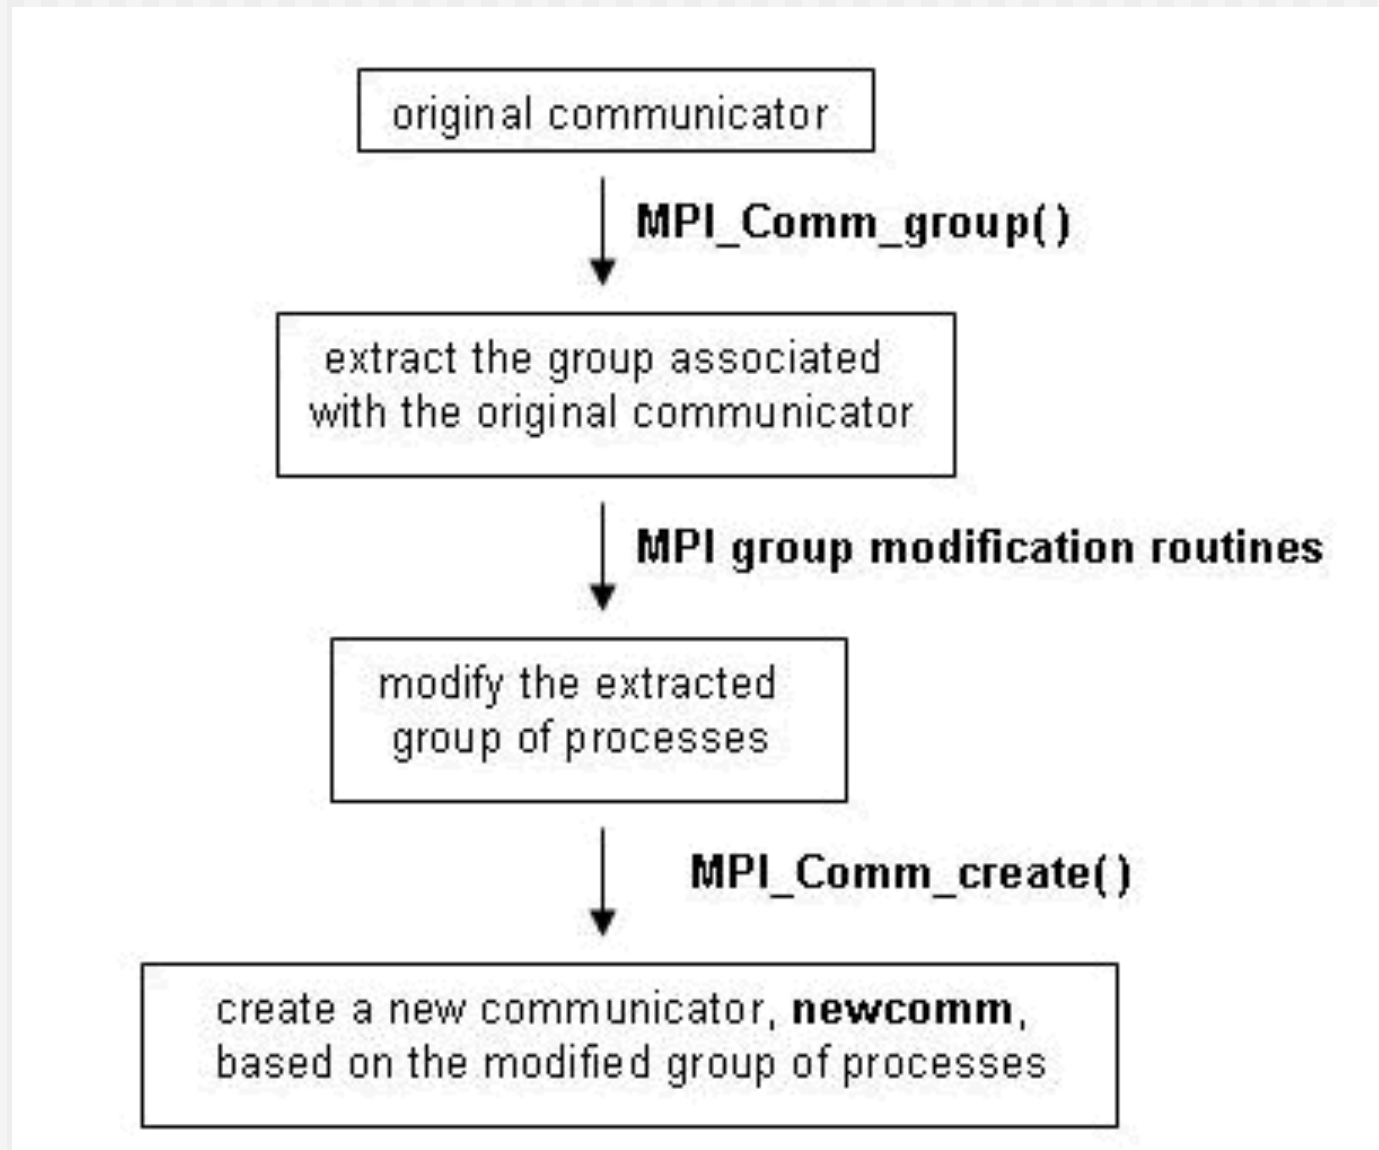 original communicator
MPI_Comm_group()
extract the group associated
with the original communicator
MPI group modification routines
modify the extracted
group of processes
MPI_Comm_create()
create a new communicator, newcomm,
based on the modified group of processes